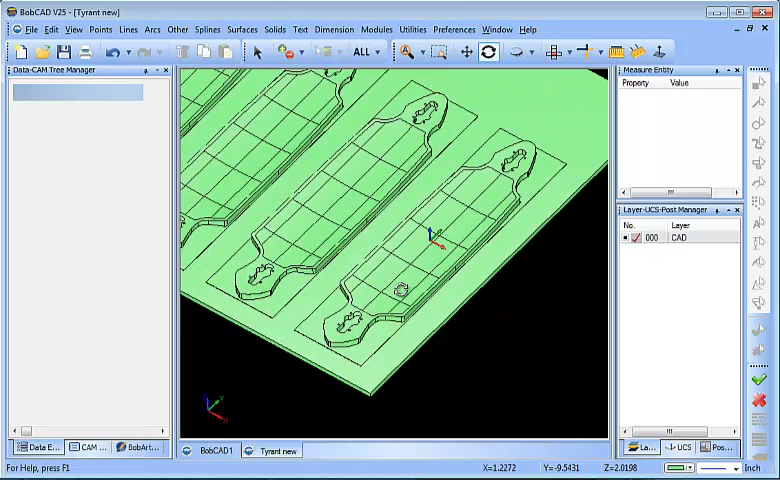 BobCAD V25 - [Tyrant new]
File Edit View Points Lines Arcs Other Splines Surfaces Solids Dimension Modules Utilities Preferences Window Help
ALL
Data-CAM Tree Manager
Measure Entity
Property Value
Layer-UCS-Post Manager
No. Layer
000 CAD
Data E... CAM ... BobArt...
BobCAD1 Tyrant new
La... UCS Pos...
For Help, press F1
X=1.2272 Y=-9.5431 Z=2.0198 Inch